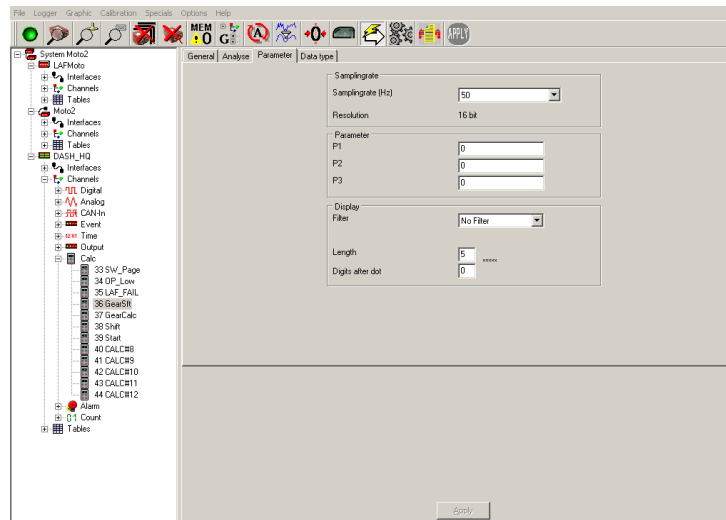 File Logger Graphic Calibration Specials Options Help
MEM
0
G:
A
0
APPLY
System Moto2
LAFMoto
Interfaces
Channels
Tables
Moto2
Interfaces
Channels
Tables
DASH_HQ
Interfaces
Channels
Digital
Analog
CAN-In
Event
12:01 Time
Output
Calc
33 SW_Page
34 OP_Low
35 LAF_FAIL
36 GearSft
37 GearCalc
38 Shift
39 Start
40 CALC#8
41 CALC#9
42 CALC#10
43 CALC#11
44 CALC#12
Alarm
Count
Tables
General Analyse Parameter Data type
Samplingrate
Samplingrate (Hz) 50
Resolution 16 bit
Parameter
P1 0
P2 0
P3 0
Display
Filter No Filter
Length 5 xxxxx
Digits after dot 0
Apply